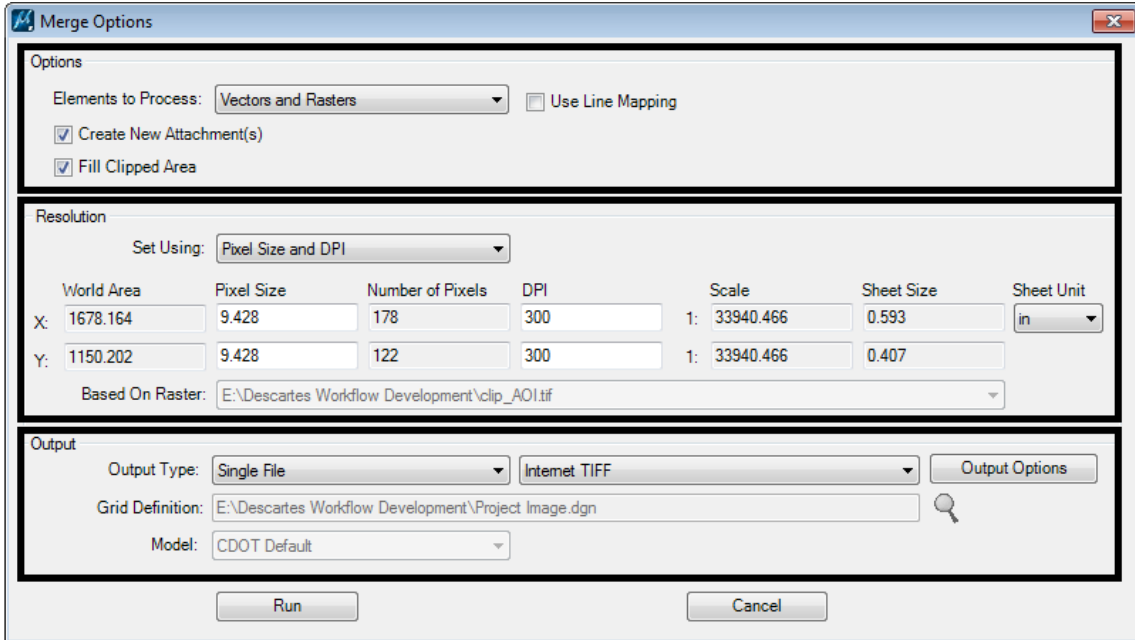 Merge Options
Options
Elements to Process: Vectors and Rasters Use Line Mapping
Create New Attachment(s)
Fill Clipped Area
Resolution
Set Using: Pixel Size and DPI
World Area Pixel Size Number of Pixels DPI Scale Sheet Size Sheet Unit
X: 1678.164 9.428 178 300 1: 33940.466 0.593 in
Y: 1150.202 9.428 122 300 1: 33940.466 0.407
Based On Raster: E:\Descartes Workflow Development\clip_AOI.tif
Output
Output Type: Single File Internet TIFF Output Options
Grid Definition: E:\Descartes Workflow Development\Project Image.dgn
Model: CDOT Default
Run Cancel